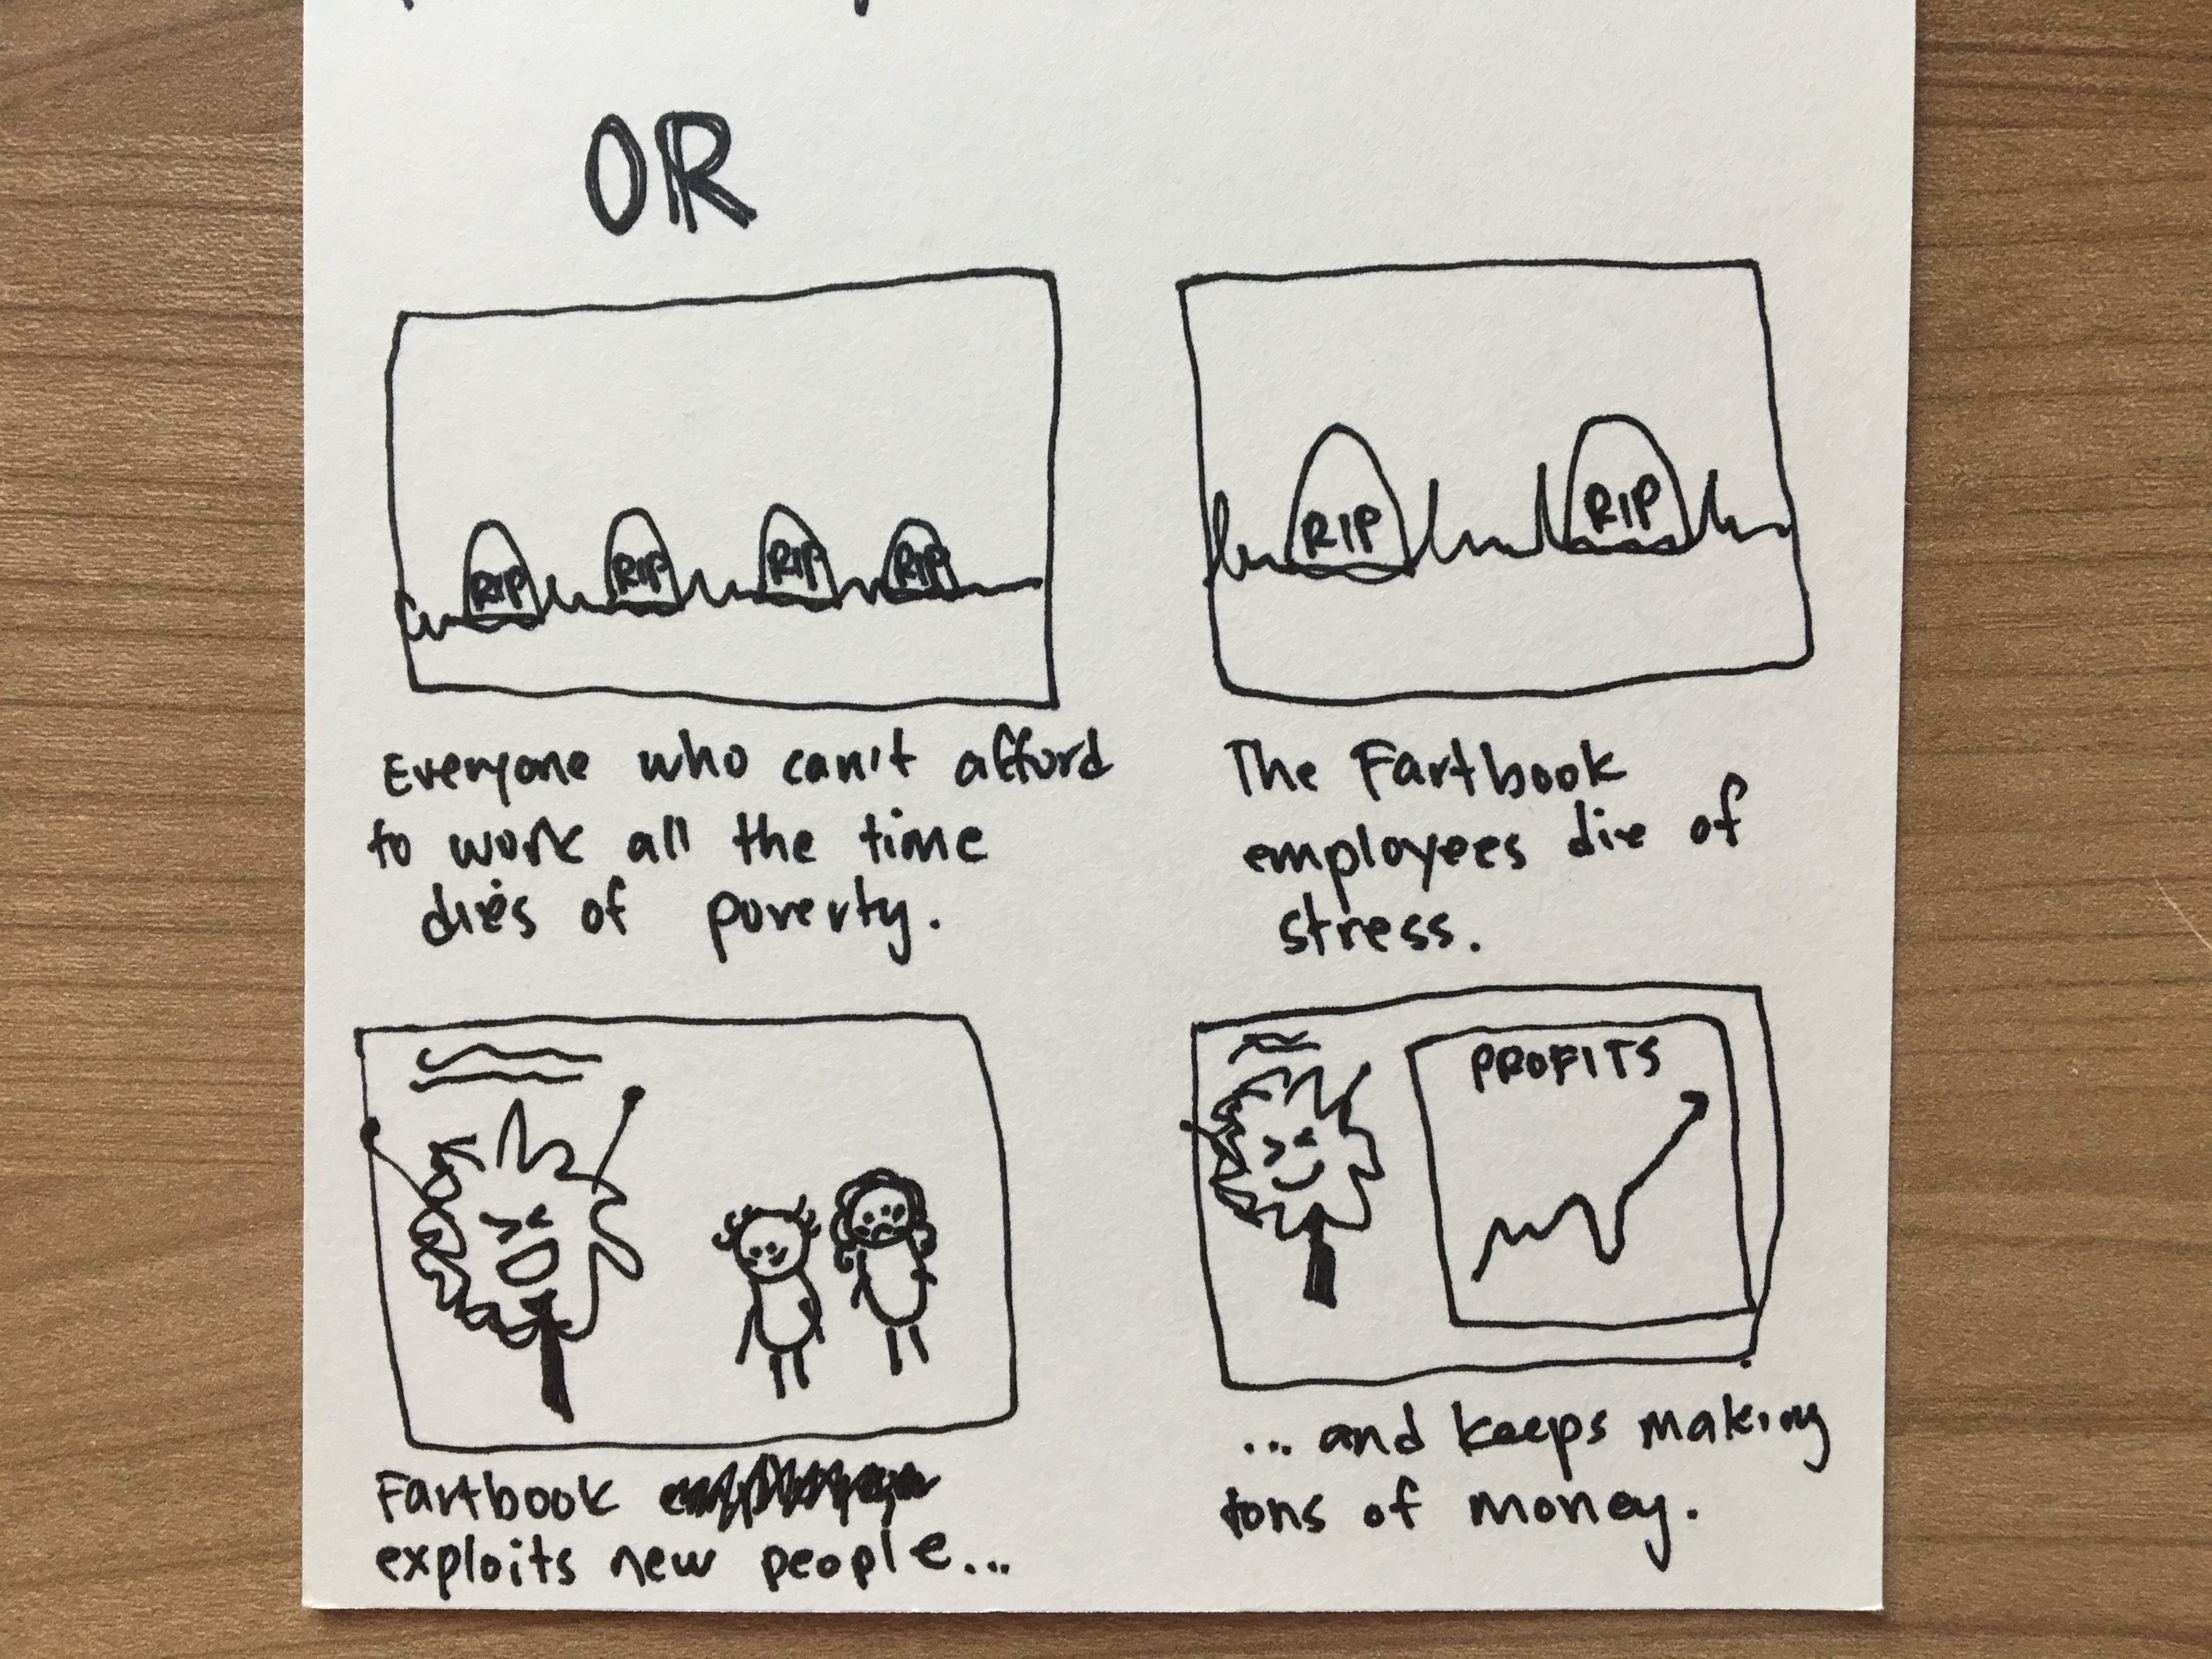 OR
RIP
RIP
RIP
RIP
Everyone who can't afford
to work all the time
dies of poverty.
RIP
RIP
The Fartbook
employees die of
stress.
Fartbook
exploits new people...
PROFITS
... and keeps making
tons of money.